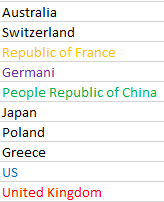 Australia
Switzerland
Republic of France
Germani
People Republic of China
Japan
Poland
Greece
US
United Kingdom